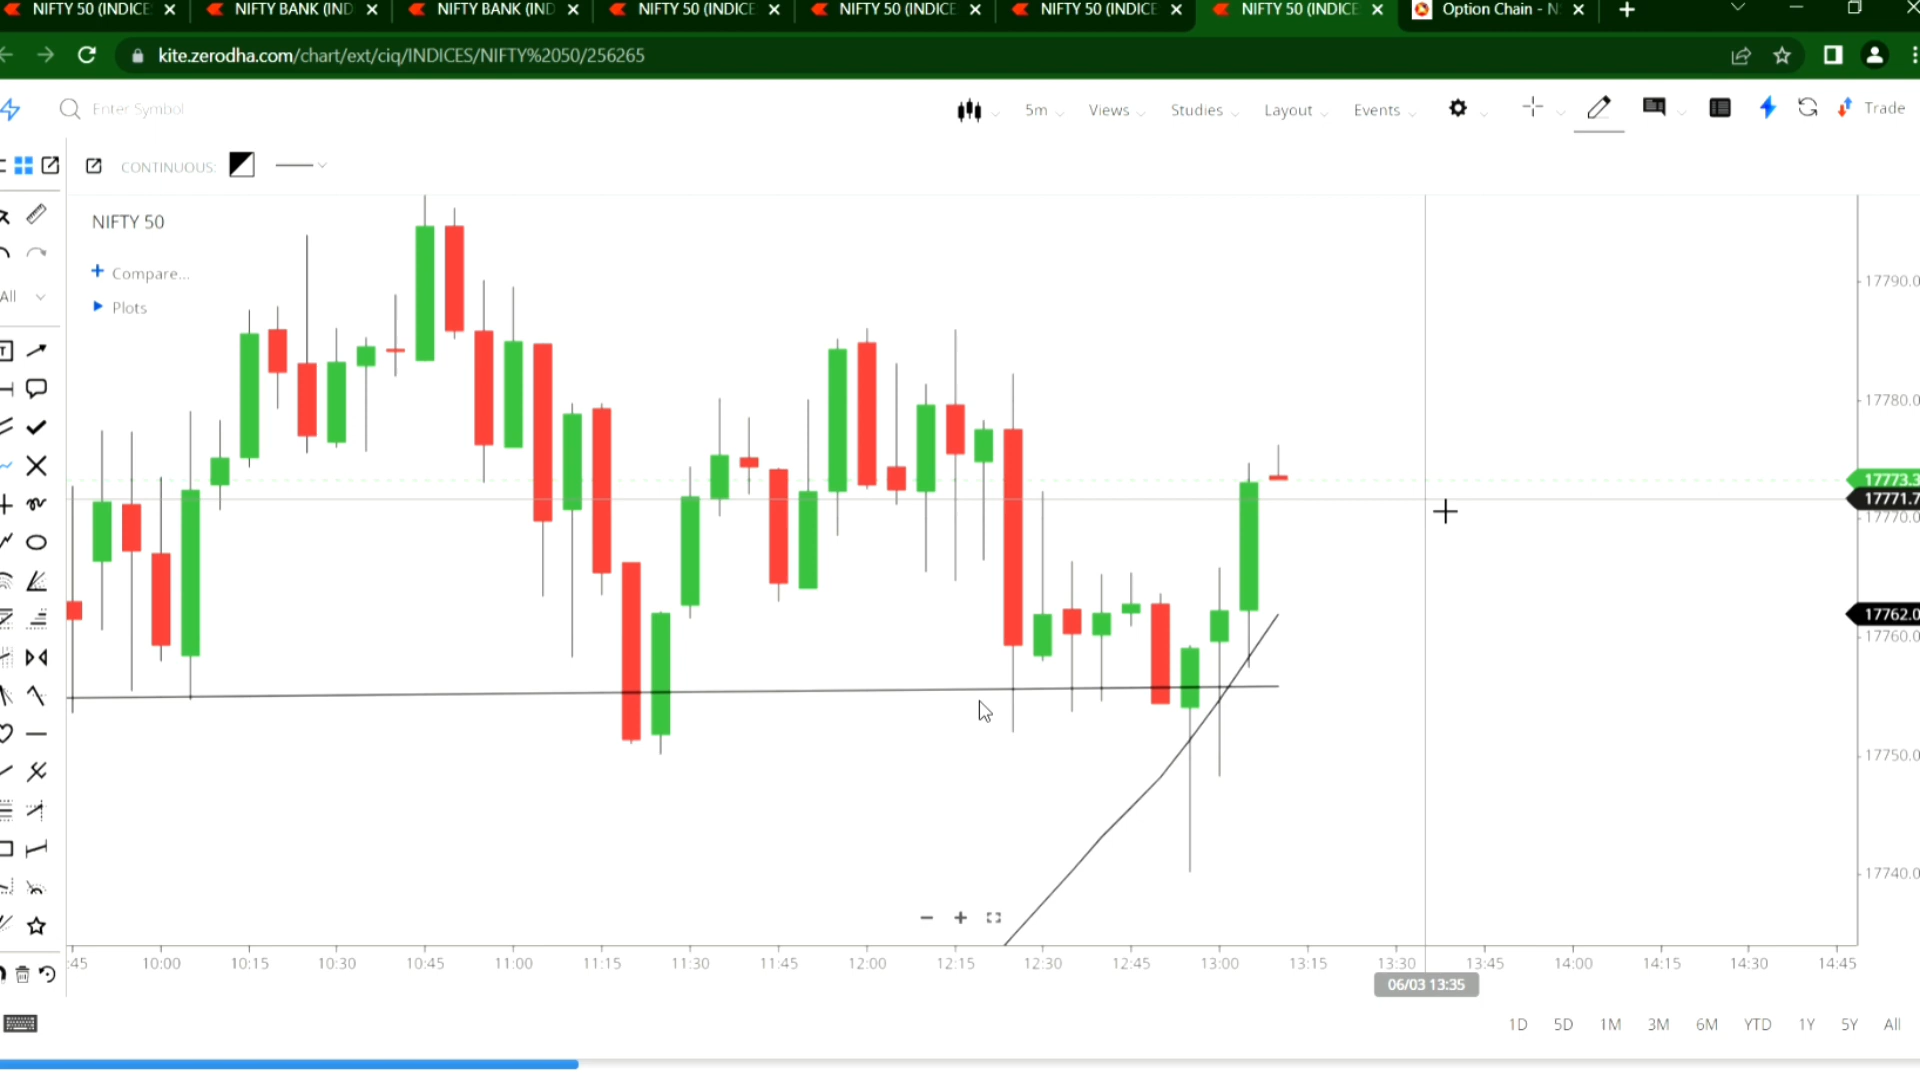 NIFTY 50 (INDICE NIFTY BANK (IND NIFTY BANK (IND NIFTY 50 (INDICE NIFTY 50 (INDICE NIFTY 50 (INDICE NIFTY 50 (INDICE Option Chain - N
kite.zerodha.com/chart/ext/ciq/INDICES/NIFTY%2050/256265
Enter Symbol 5m Views Studies Layout Events Trade
CONTINUOUS:
NIFTY 50
Compare...
Plots
All
17790.0
17780.0
17773.3
17771.7
17770.0
17762.0
17760.0
17750.0
17740.0
:45 10:00 10:15 10:30 10:45 11:00 11:15 11:30 11:45 12:00 12:15 12:30 12:45 13:00 13:15 13:30 13:45 14:00 14:15 14:30 14:45
06/03 13:35
1D 5D 1M 3M 6M YTD 1Y 5Y All